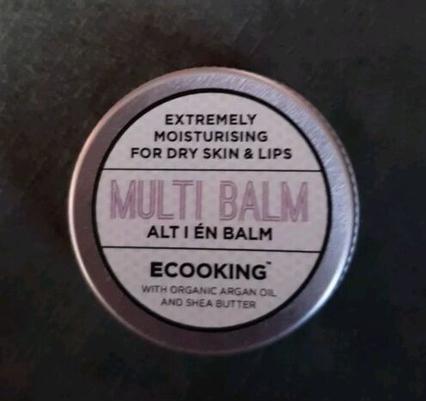 EXTREMELY
MOISTURISING
FOR DRY SKIN & LIPS
MULTI BALM
ALT I ÉN BALM
ECOOKING™
WITH ORGANIC ARGAN OIL
AND SHEA BUTTER